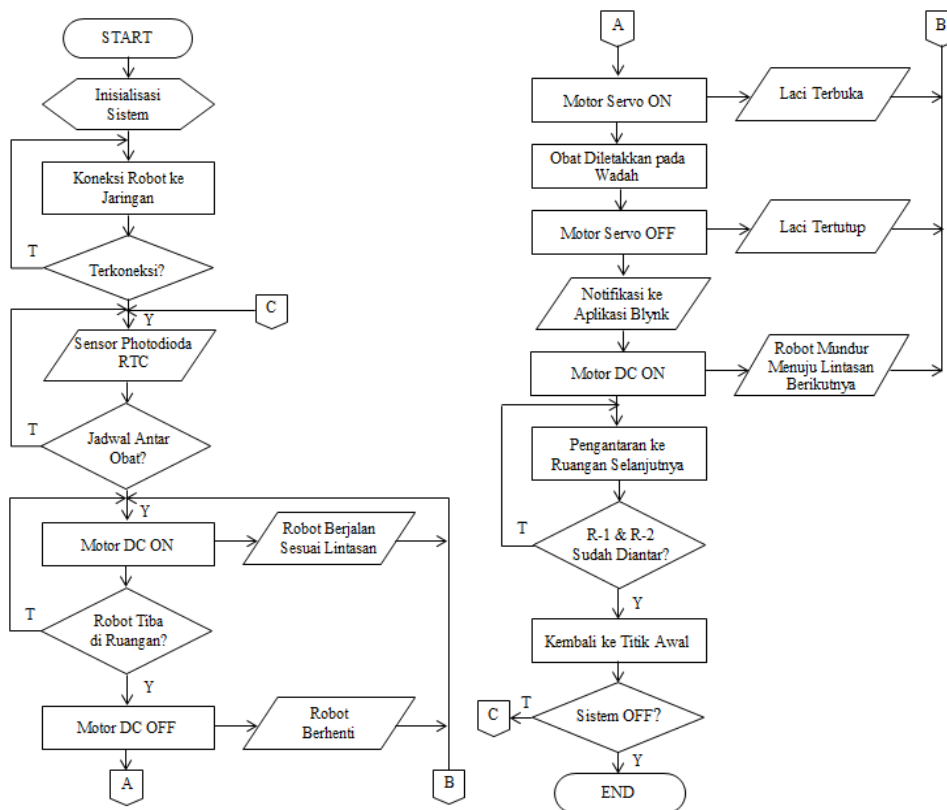 START
Inisialisasi
Sistem
Koneksi Robot ke
Jaringan
T
Terkoneksi?
C
Y
Sensor Photodioda
RTC
T
Jadwal Antar
Obat?
Y
Motor DC ON
Robot Berjalan
Sesuai Lintasan
T
Robot Tiba
di Ruangan?
Y
Motor DC OFF
Robot
Berhenti
A
B
A
B
Motor Servo ON
Laci Terbuka
Obat Diletakkan pada
Wadah
Motor Servo OFF
Laci Tertutup
Notifikasi ke
Aplikasi Blynk
Motor DC ON
Robot Mundur
Menuju Lintasan
Berikutnya
Pengantaran ke
Ruangan Selanjutnya
T
R-1 & R-2
Sudah Diantar?
Y
Kembali ke Titik Awal
C
T
Sistem OFF?
Y
END